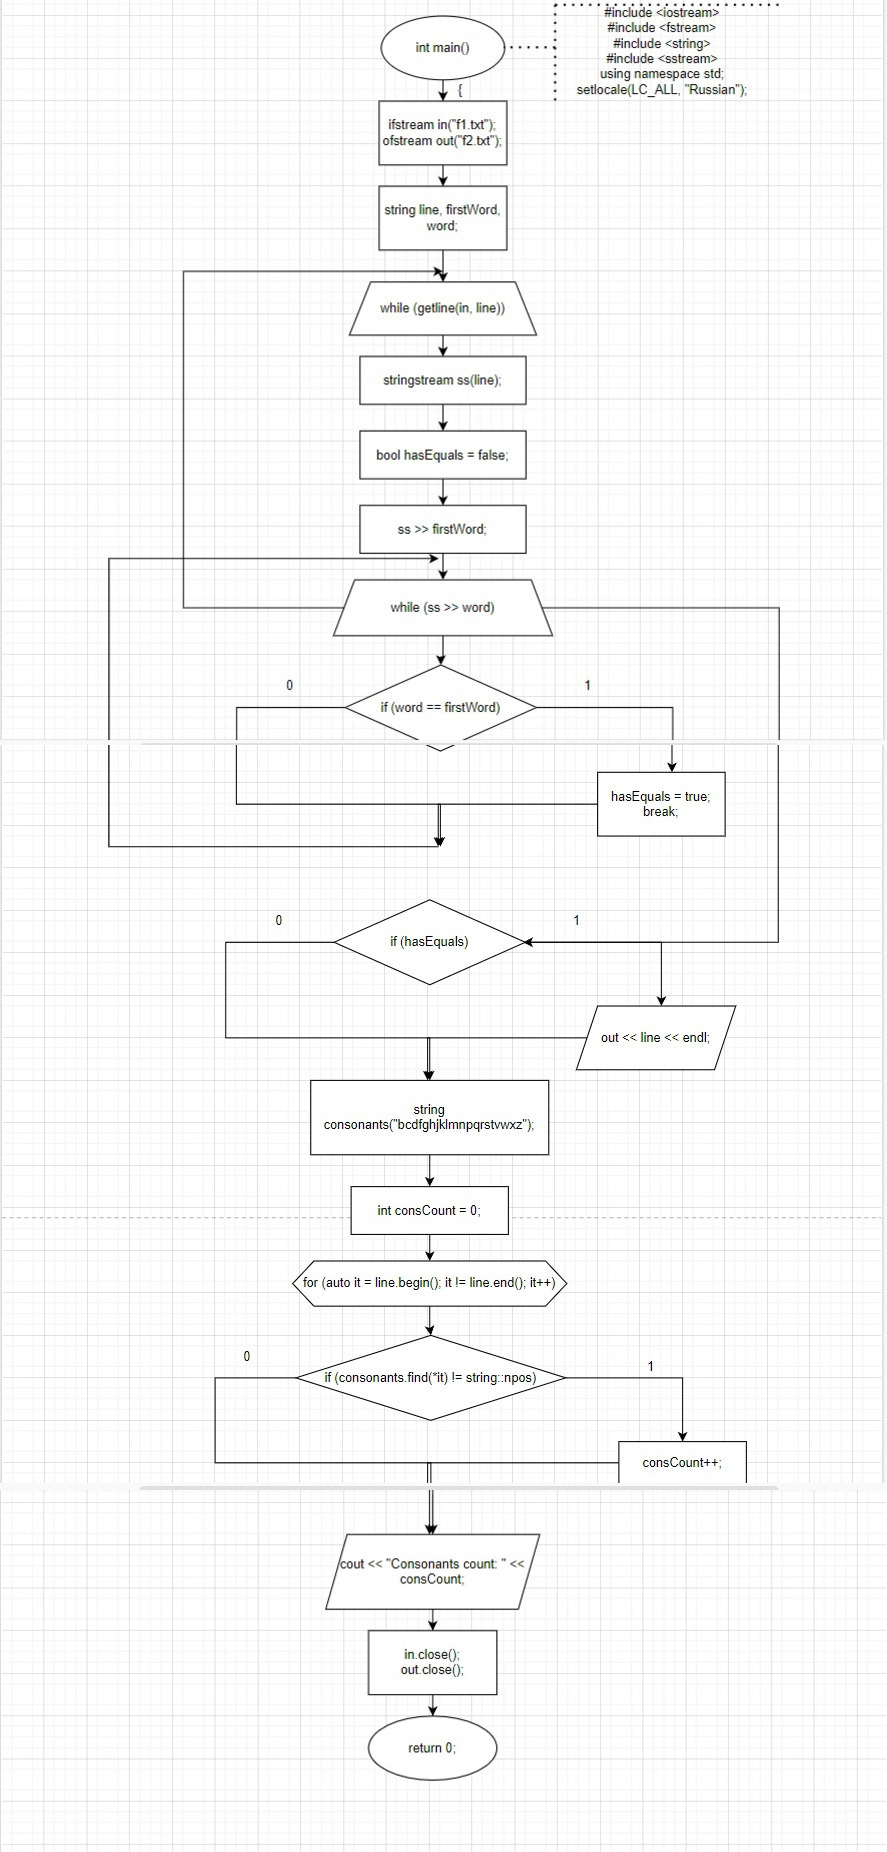 int main()
#include <iostream>
#include <fstream>
#include <string>
#include <sstream>
using namespace std;
setlocale(LC_ALL, "Russian");
{
ifstream in("f1.txt");
ofstream out("f2.txt");
string line, firstWord,
word;
while (getline(in, line))
stringstream ss(line);
bool hasEquals = false;
ss >> firstWord;
while (ss >> word)
0
1
if (word == firstWord)
hasEquals = true;
break;
0
1
if (hasEquals)
out << line << endl;
string
consonants("bcdfghjklmnpqrstvwxz");
int consCount = 0;
for (auto it = line.begin(); it != line.end(); it++)
0
1
if (consonants.find(*it) != string::npos)
consCount++;
cout << "Consonants count: " <<
consCount;
in.close();
out.close();
return 0;